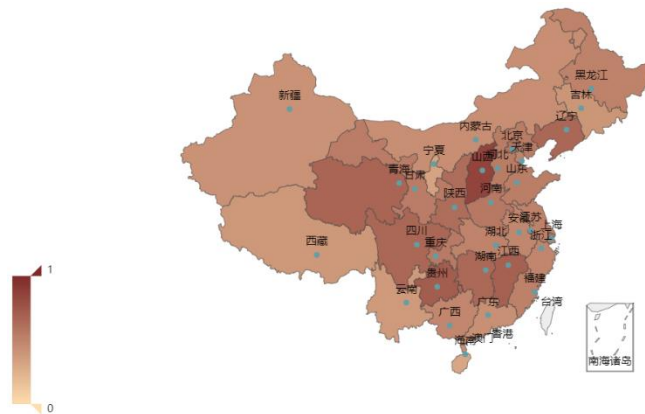 黑龙江
新疆
吉林
辽宁
内蒙古
北京
天津
宁夏
山西
河北
青海
甘肃
山东
陕西
河南
四川
重庆
湖北
安徽
江苏
上海
浙江
西藏
湖南
江西
贵州
福建
云南
广西
广东
台湾
香港
澳门
海南
南海诸岛
1
0